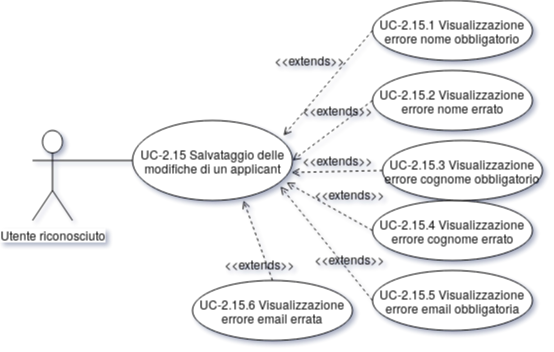 UC-2.15.1 Visualizzazione
errore nome obbligatorio
<<extends>>
UC-2.15.2 Visualizzazione
errore nome errato
<<extends>>
UC-2.15 Salvataggio delle
modifiche di un applicant
<<extends>>
UC-2.15.3 Visualizzazione
errore cognome obbligatorio
<<extends>>
UC-2.15.4 Visualizzazione
errore cognome errato
Utente riconosciuto
<<extends>>
<<extends>>
UC-2.15.5 Visualizzazione
errore email obbligatoria
UC-2.15.6 Visualizzazione
errore email errata